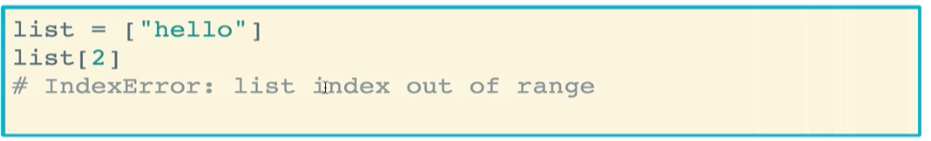 list = ["hello"]
list[2]
# IndexError: list index out of range